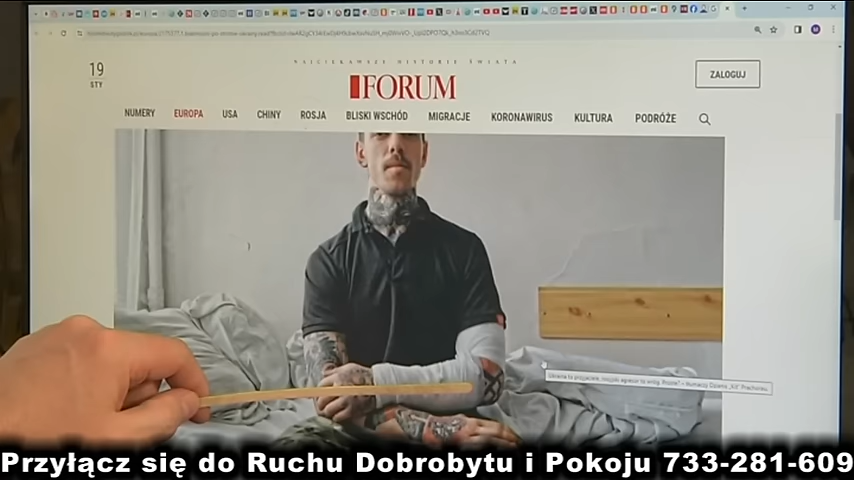 19
STY
NAJCIEKAWSZE HISTORIE ŚWIATA
FORUM
ZALOGUJ
NUMERY EUROPA USA CHINY ROSJA BLISKI WSCHÓD MIGRACJE KORONAWIRUS KULTURA PODRÓŻE
Przyłącz się do Ruchu Dobrobytu i Pokoju 733-281-609